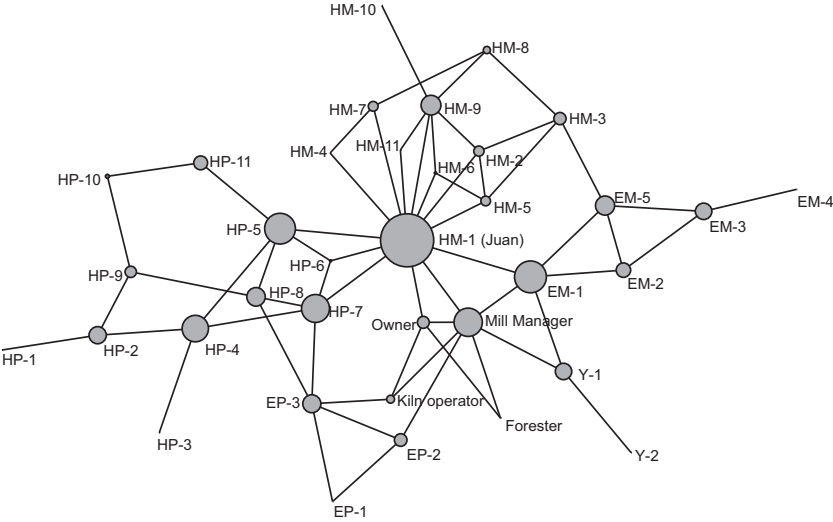 HM-10
HM-8
HM-7
HM-9
HM-3
HM-4
HM-11
HM-2
HM-6
HP-11
HP-10
EM-5
EM-4
HM-5
EM-3
HP-5
HM-1 (Juan)
HP-6
HP-9
EM-2
HP-8
EM-1
HP-7
Owner
Mill Manager
HP-2
HP-4
HP-1
Y-1
EP-3
Kiln operator
Forester
HP-3
EP-2
Y-2
EP-1